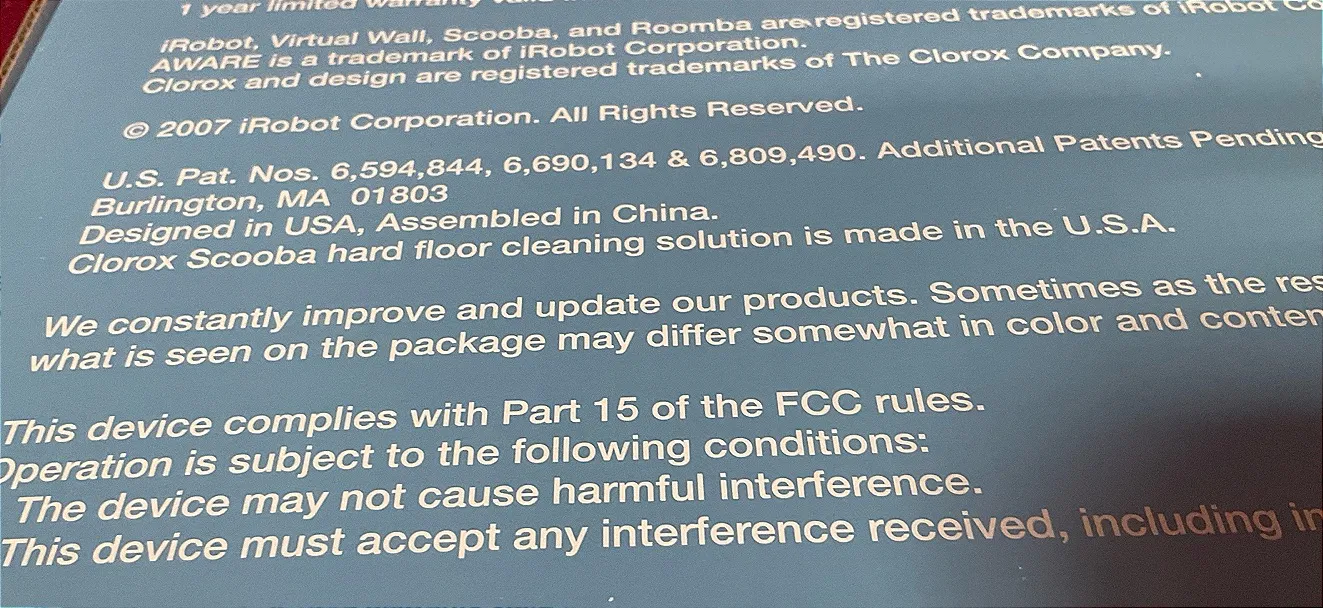 1 year limited warranty
iRobot, Virtual Wall, Scooba, and Roomba are registered trademarks of iRobot Co
AWARE is a trademark of iRobot Corporation.
Clorox and design are registered trademarks of The Clorox Company.
© 2007 iRobot Corporation. All Rights Reserved.
U.S. Pat. Nos. 6,594,844, 6,690,134 & 6,809,490. Additional Patents Pending
Burlington, MA 01803
Designed in USA, Assembled in China.
Clorox Scooba hard floor cleaning solution is made in the U.S.A.
We constantly improve and update our products. Sometimes as the res
what is seen on the package may differ somewhat in color and conten
This device complies with Part 15 of the FCC rules.
Operation is subject to the following conditions:
The device may not cause harmful interference.
This device must accept any interference received, including in